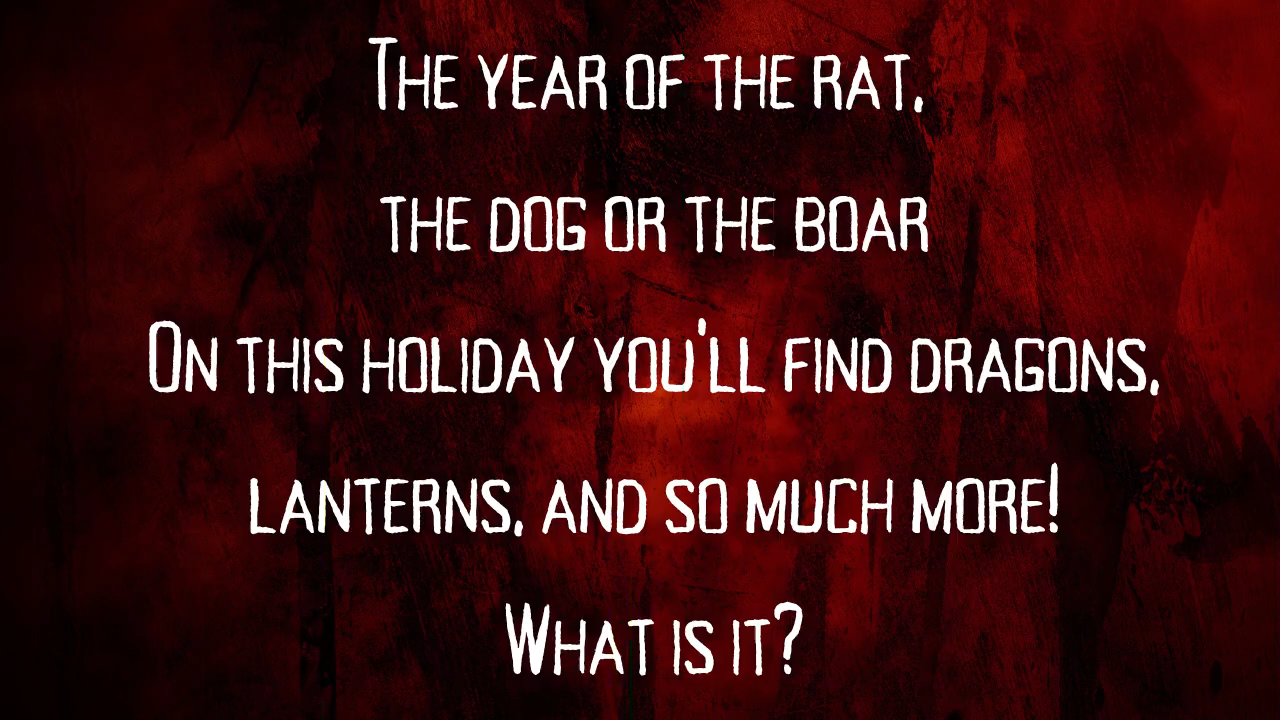 The year of the rat,
the dog or the boar
On this holiday you'll find dragons,
lanterns, and so much more!
What is it?